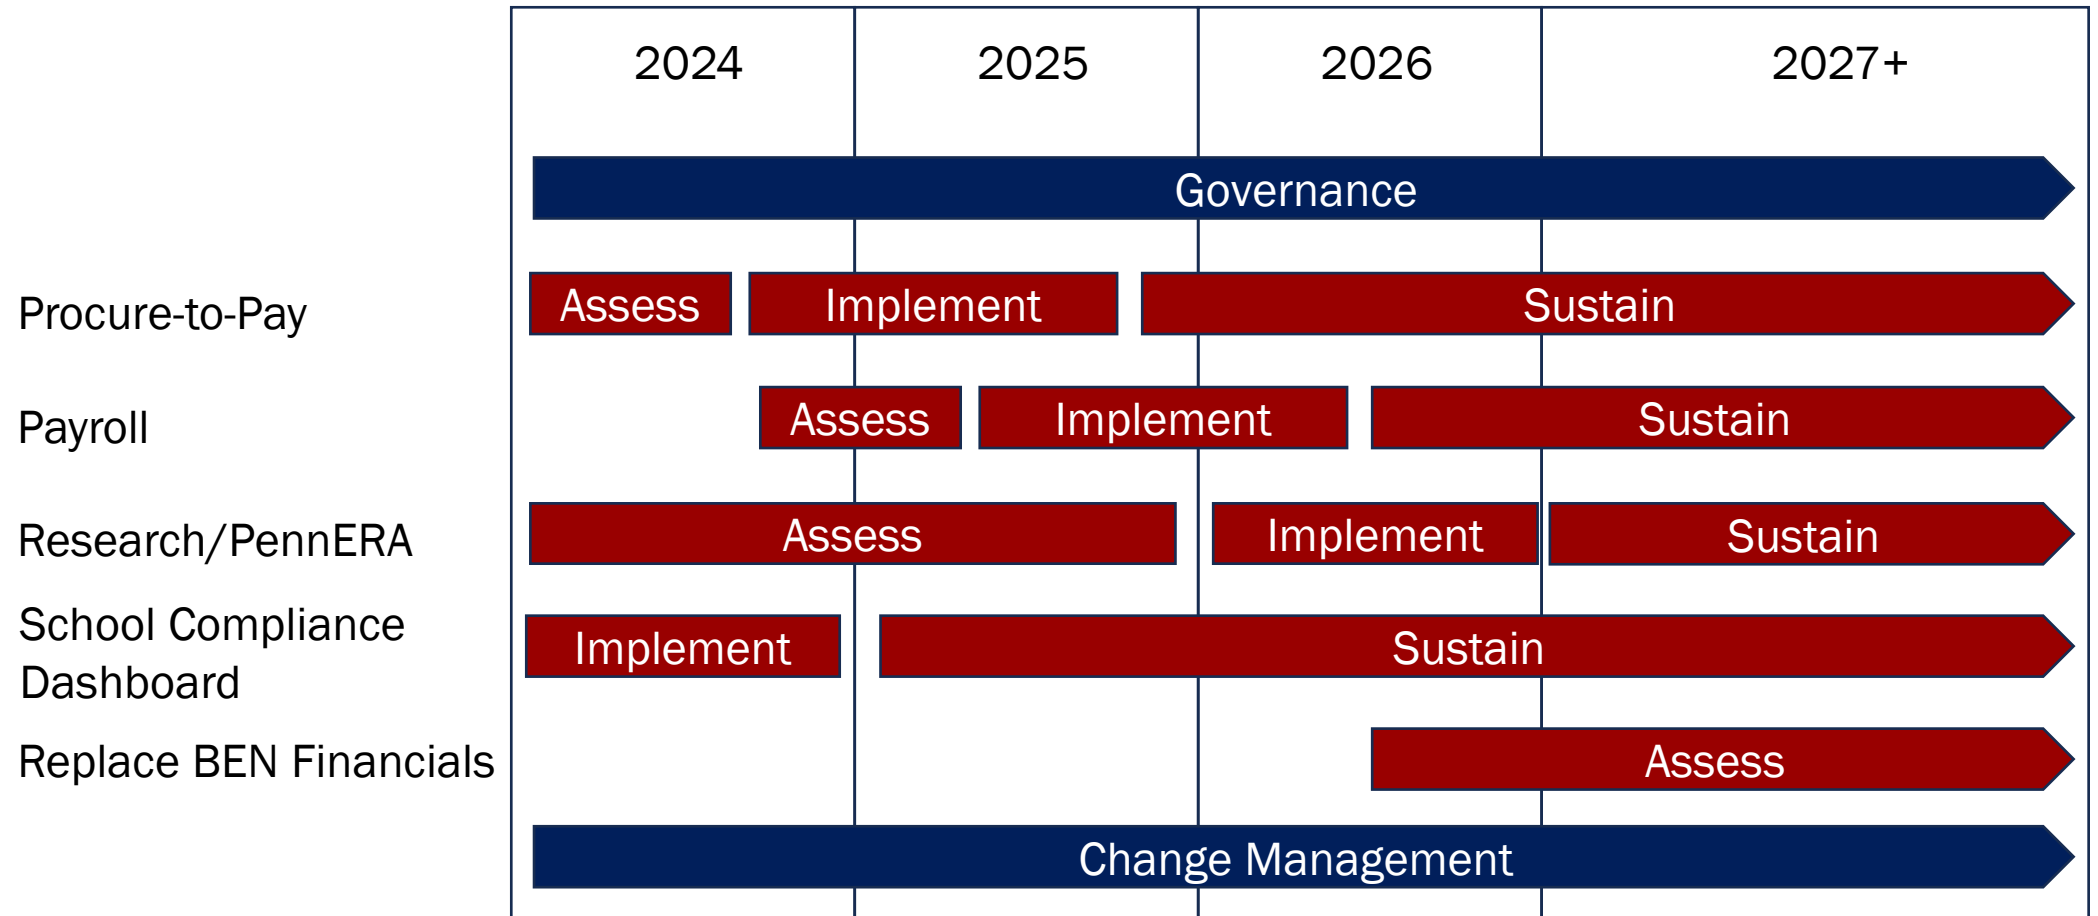 2024 2025 2026 2027+
Governance
Procure-to-Pay Assess Implement Sustain
Payroll Assess Implement Sustain
Research/PennERA Assess Implement Sustain
School Compliance
Dashboard Implement Sustain
Replace BEN Financials Assess
Change Management